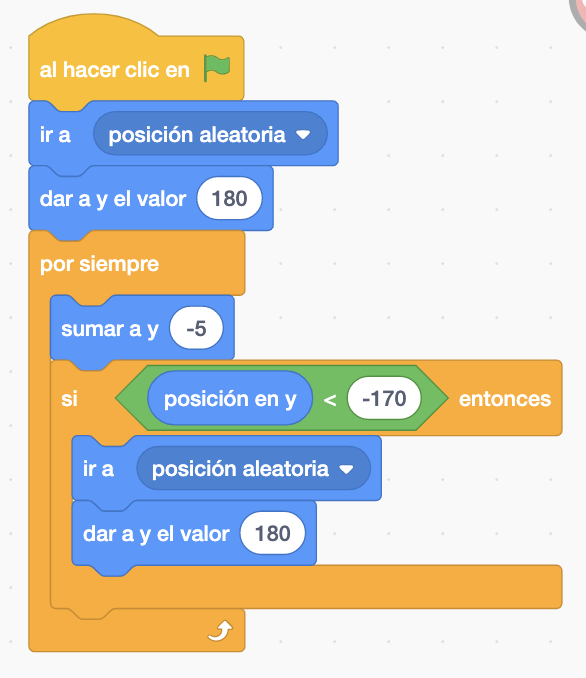 al hacer clic en
ir a posición aleatoria
dar a y el valor 180
por siempre
sumar a y -5
si posición en y < -170 entonces
ir a posición aleatoria
dar a y el valor 180